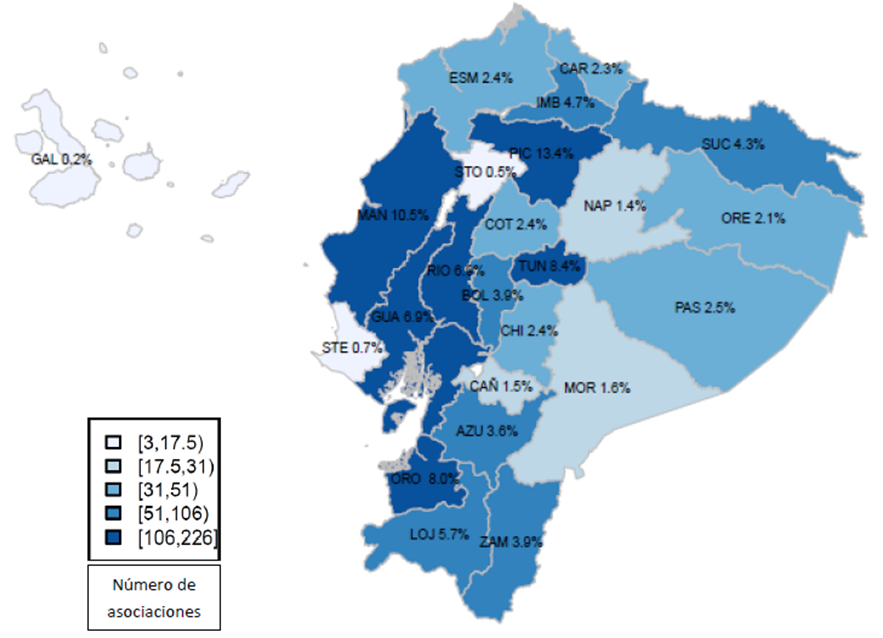 ESM 2.4%
CAR 2.3%
IMB 4.7%
SUC 4.3%
PIC 13.4%
GAL 0.2%
STO 0.5%
NAP 1.4%
MAN 10.5%
ORE 2.1%
COT 2.4%
RIO 6.9%
TUN 8.4%
BOL 3.9%
PAS 2.5%
GUA 6.9%
CHI 2.4%
STE 0.7%
CAÑ 1.5%
MOR 1.6%
AZU 3.6%
ORO 8.0%
LOJ 5.7%
ZAM 3.9%
[3,17.5)
[17.5,31)
[31,51)
[51,106)
[106,226]
Número de
asociaciones